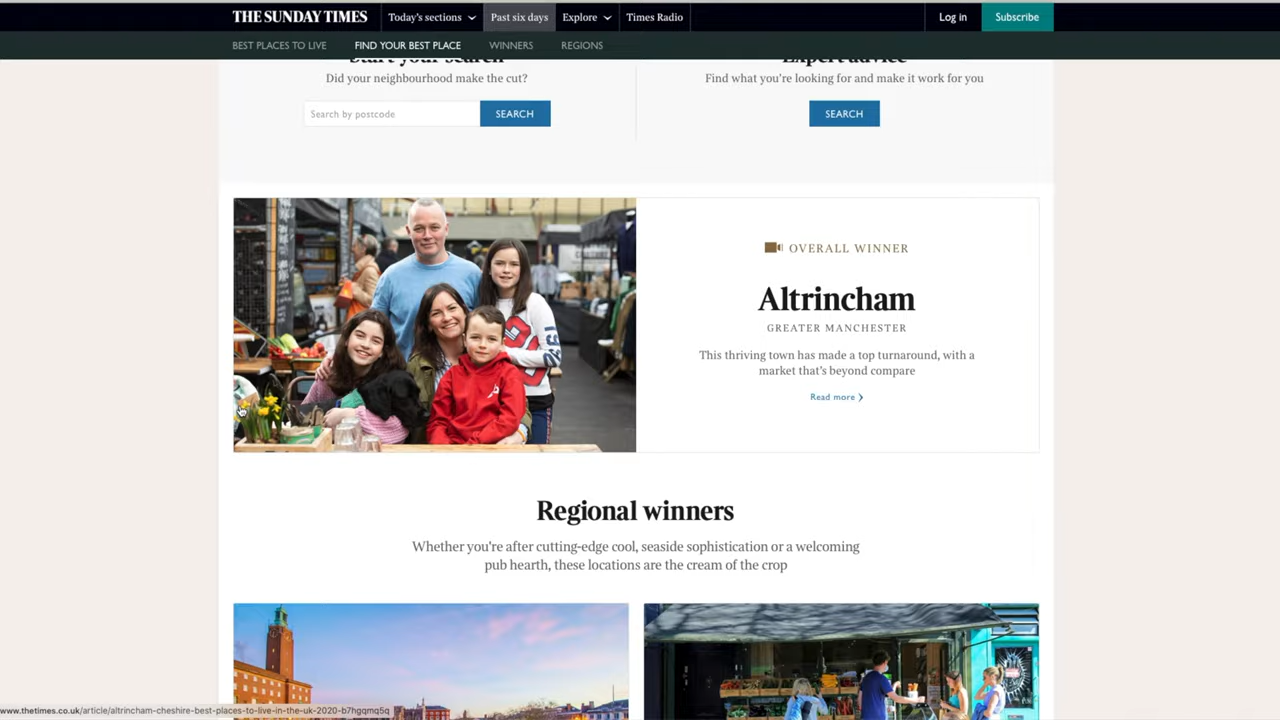 THE SUNDAY TIMES Today's sections Past six days Explore Times Radio Log in Subscribe
BEST PLACES TO LIVE FIND YOUR BEST PLACE WINNERS REGIONS
Start your search
Did your neighbourhood make the cut?
Search by postcode SEARCH
Expert advice
Find what you're looking for and make it work for you
SEARCH
OVERALL WINNER
Altrincham
GREATER MANCHESTER
This thriving town has made a top turnaround, with a
market that's beyond compare
Read more
Regional winners
Whether you're after cutting-edge cool, seaside sophistication or a welcoming
pub hearth, these locations are the cream of the crop
www.thetimes.co.uk/article/altrincham-cheshire-best-places-to-live-in-the-uk-2020-b7hgqmq5q